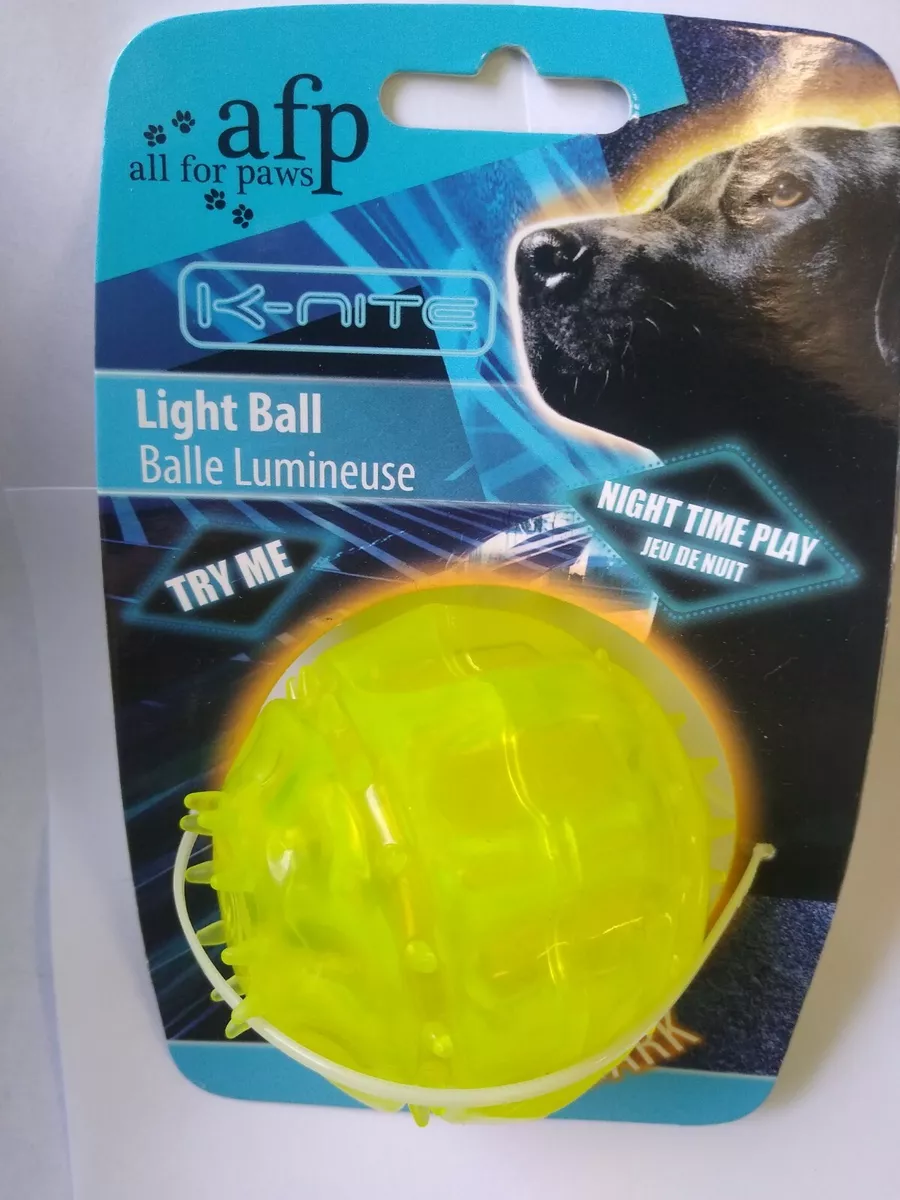 afp
all for paws
K-NITE
Light Ball
Balle Lumineuse
NIGHT TIME PLAY
JEU DE NUIT
TRY ME